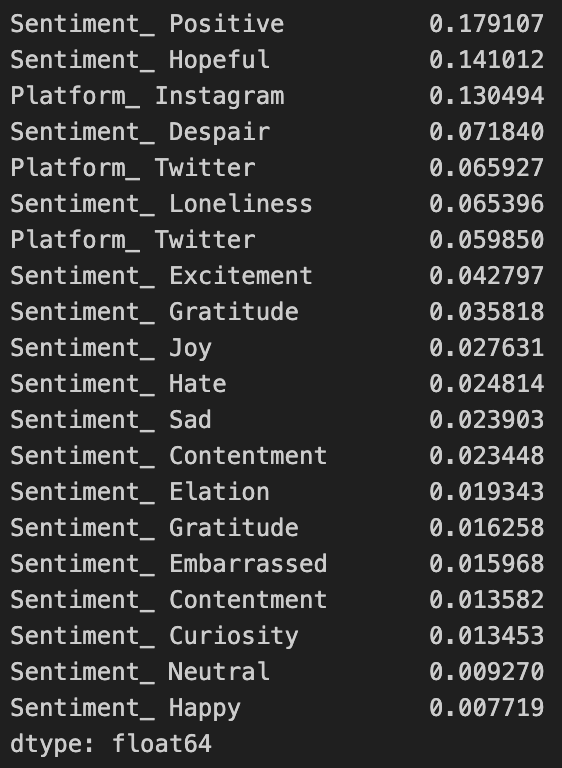 Sentiment_ Positive 0.179107
Sentiment_ Hopeful 0.141012
Platform_ Instagram 0.130494
Sentiment_ Despair 0.071840
Platform_ Twitter 0.065927
Sentiment_ Loneliness 0.065396
Platform_ Twitter 0.059850
Sentiment_ Excitement 0.042797
Sentiment_ Gratitude 0.035818
Sentiment_ Joy 0.027631
Sentiment_ Hate 0.024814
Sentiment_ Sad 0.023903
Sentiment_ Contentment 0.023448
Sentiment_ Elation 0.019343
Sentiment_ Gratitude 0.016258
Sentiment_ Embarrassed 0.015968
Sentiment_ Contentment 0.013582
Sentiment_ Curiosity 0.013453
Sentiment_ Neutral 0.009270
Sentiment_ Happy 0.007719
dtype: float64